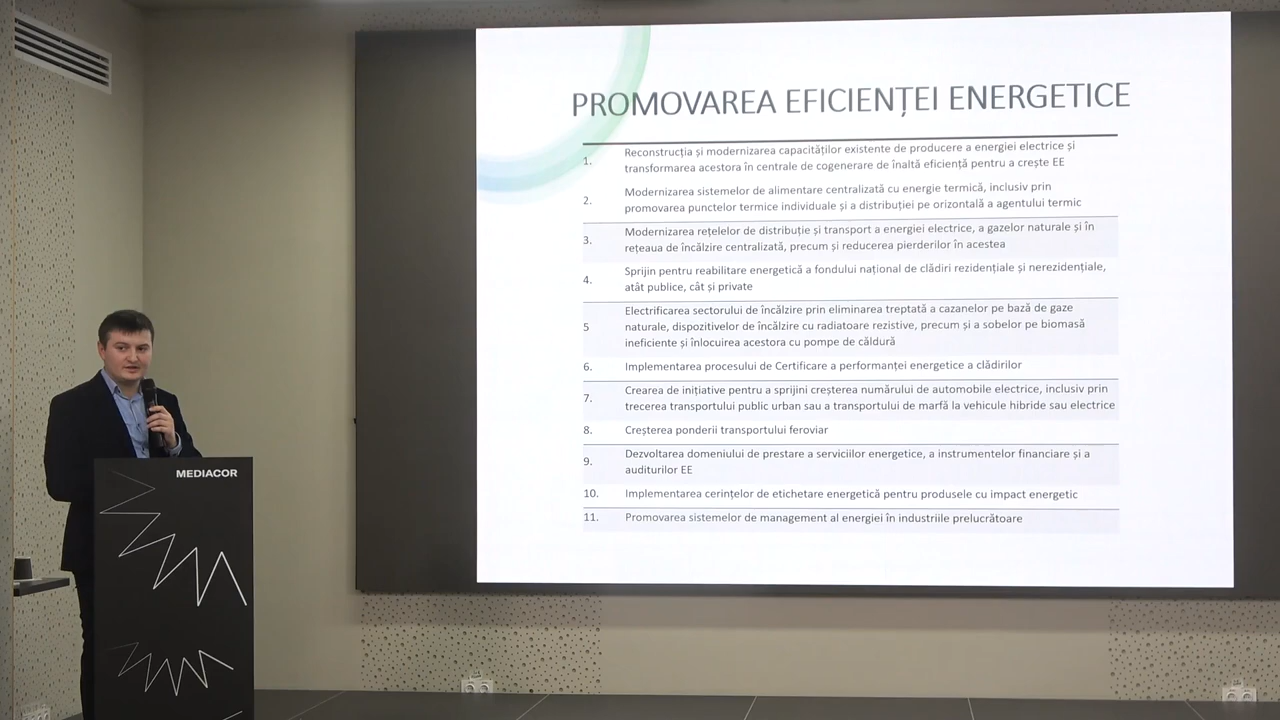 PROMOVAREA EFICIENȚEI ENERGETICE
1. Reconstrucția și modernizarea capacităților existente de producere a energiei electrice și
transformarea acestora în centrale de cogenerare de înaltă eficiență pentru a crește EE
2. Modernizarea sistemelor de alimentare centralizată cu energie termică, inclusiv prin
promovarea punctelor termice individuale și a distribuției pe orizontală a agentului termic
3. Modernizarea rețelelor de distribuție și transport a energiei electrice, a gazelor naturale și în
rețeaua de încălzire centralizată, precum și reducerea pierderilor în acestea
4. Sprijin pentru reabilitare energetică a fondului național de clădiri rezidențiale și nerezidențiale,
atât publice, cât și private
5 Electrificarea sectorului de încălzire prin eliminarea treptată a cazanelor pe bază de gaze
naturale, dispozitivelor de încălzire cu radiatoare rezistive, precum și a sobelor pe biomasă
ineficiente și înlocuirea acestora cu pompe de căldură
6. Implementarea procesului de Certificare a performanței energetice a clădirilor
7. Crearea de inițiative pentru a sprijini creșterea numărului de automobile electrice, inclusiv prin
trecerea transportului public urban sau a transportului de marfă la vehicule hibride sau electrice
8. Creșterea ponderii transportului feroviar
9. Dezvoltarea domeniului de prestare a serviciilor energetice, a instrumentelor financiare și a
auditurilor EE
10. Implementarea cerințelor de etichetare energetică pentru produsele cu impact energetic
11. Promovarea sistemelor de management al energiei în industriile prelucrătoare
MEDIACOR